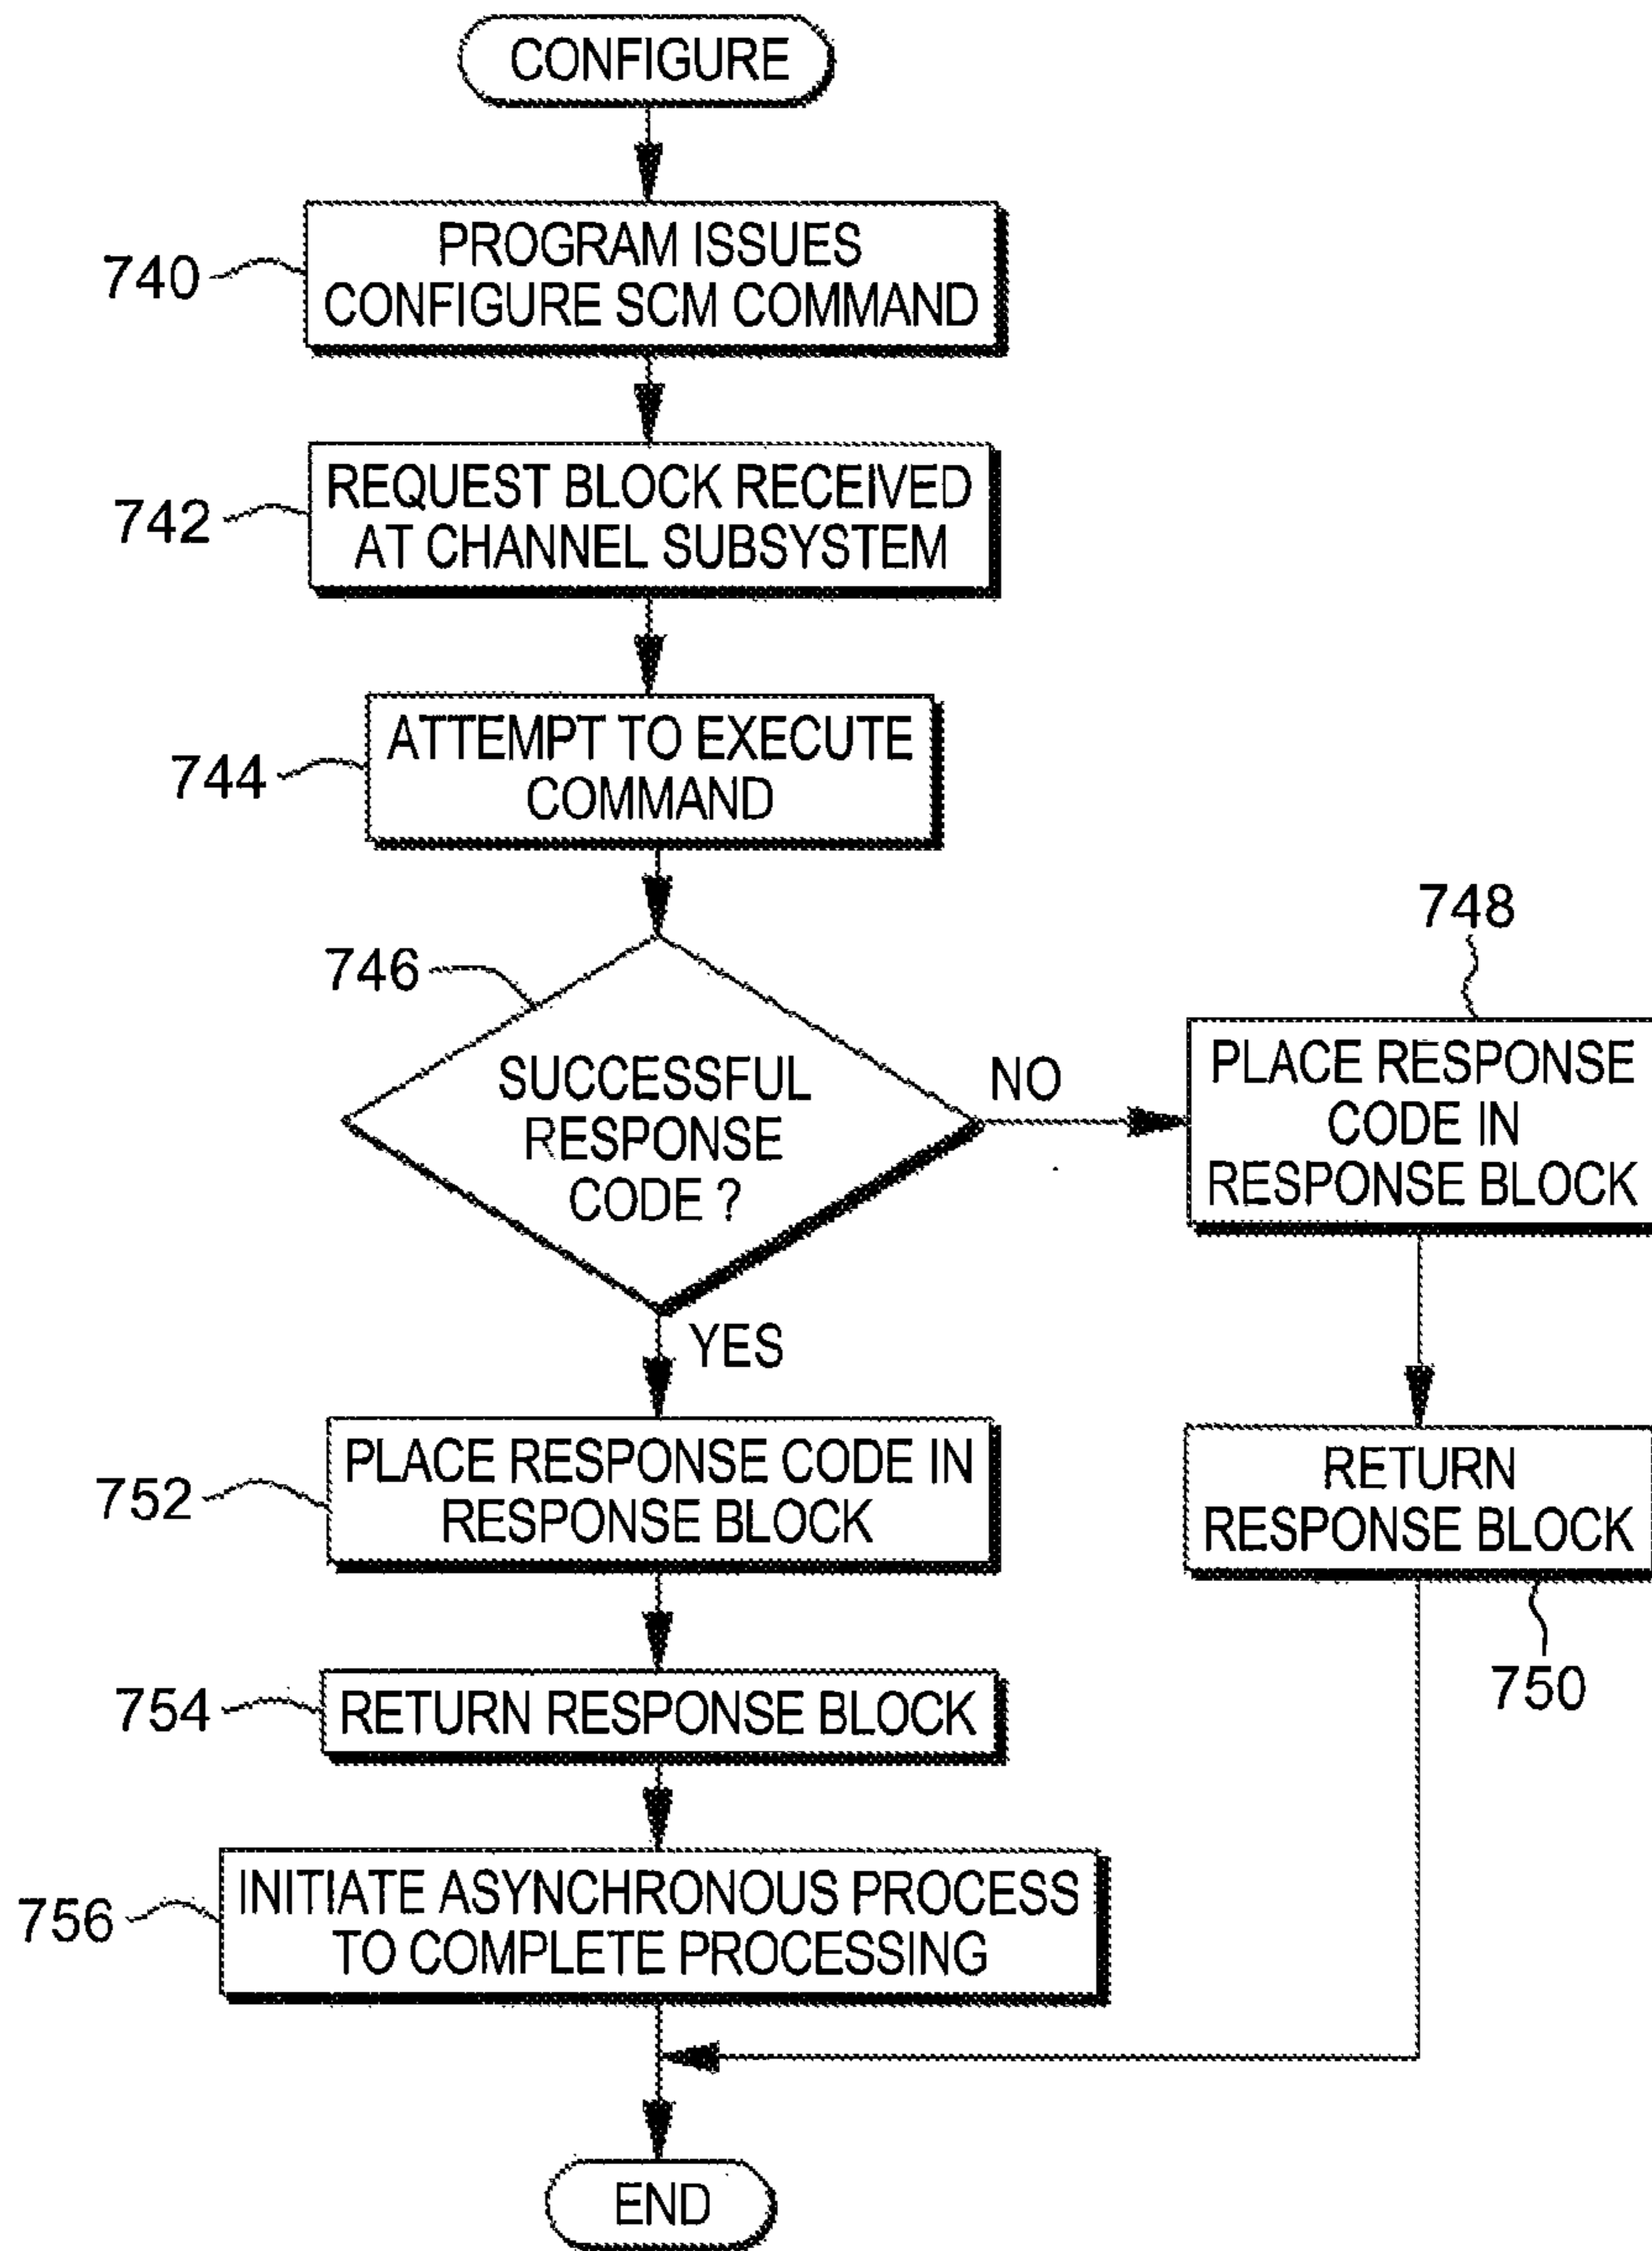 CONFIGURE
740
PROGRAM ISSUES
CONFIGURE SCM COMMAND
742
REQUEST BLOCK RECEIVED
AT CHANNEL SUBSYSTEM
744
ATTEMPT TO EXECUTE
COMMAND
746
SUCCESSFUL
RESPONSE
CODE ?
NO
748
PLACE RESPONSE
CODE IN
RESPONSE BLOCK
RETURN
RESPONSE BLOCK
750
YES
752
PLACE RESPONSE CODE IN
RESPONSE BLOCK
754
RETURN RESPONSE BLOCK
756
INITIATE ASYNCHRONOUS PROCESS
TO COMPLETE PROCESSING
END